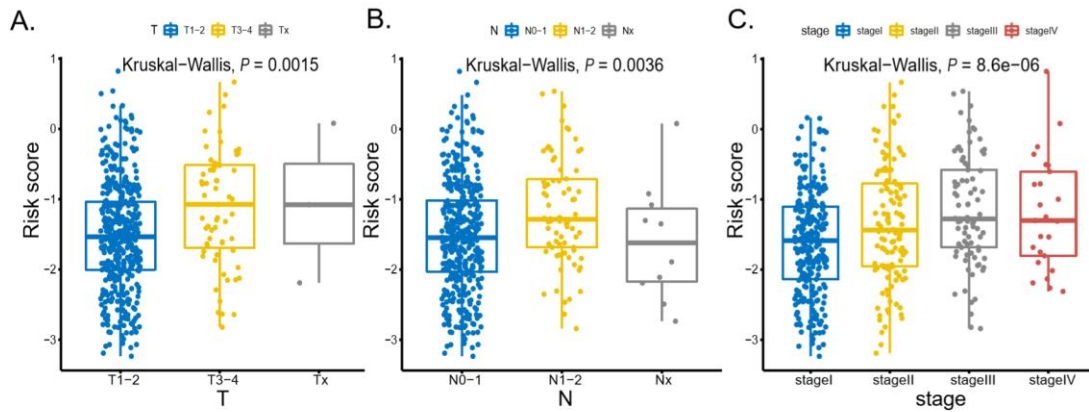 A.
T T1-2 T3-4 Tx
Kruskal-Wallis, P = 0.0015
Risk score
1
0
-1
-2
-3
T1-2 T3-4 Tx
T
B.
N N0-1 N1-2 Nx
Kruskal-Wallis, P = 0.0036
Risk score
1
0
-1
-2
-3
N0-1 N1-2 Nx
N
C.
stage stageI stageII stageIII stageIV
Kruskal-Wallis, P = 8.6e-06
Risk score
1
0
-1
-2
-3
stageI stageII stageIII stageIV
stage